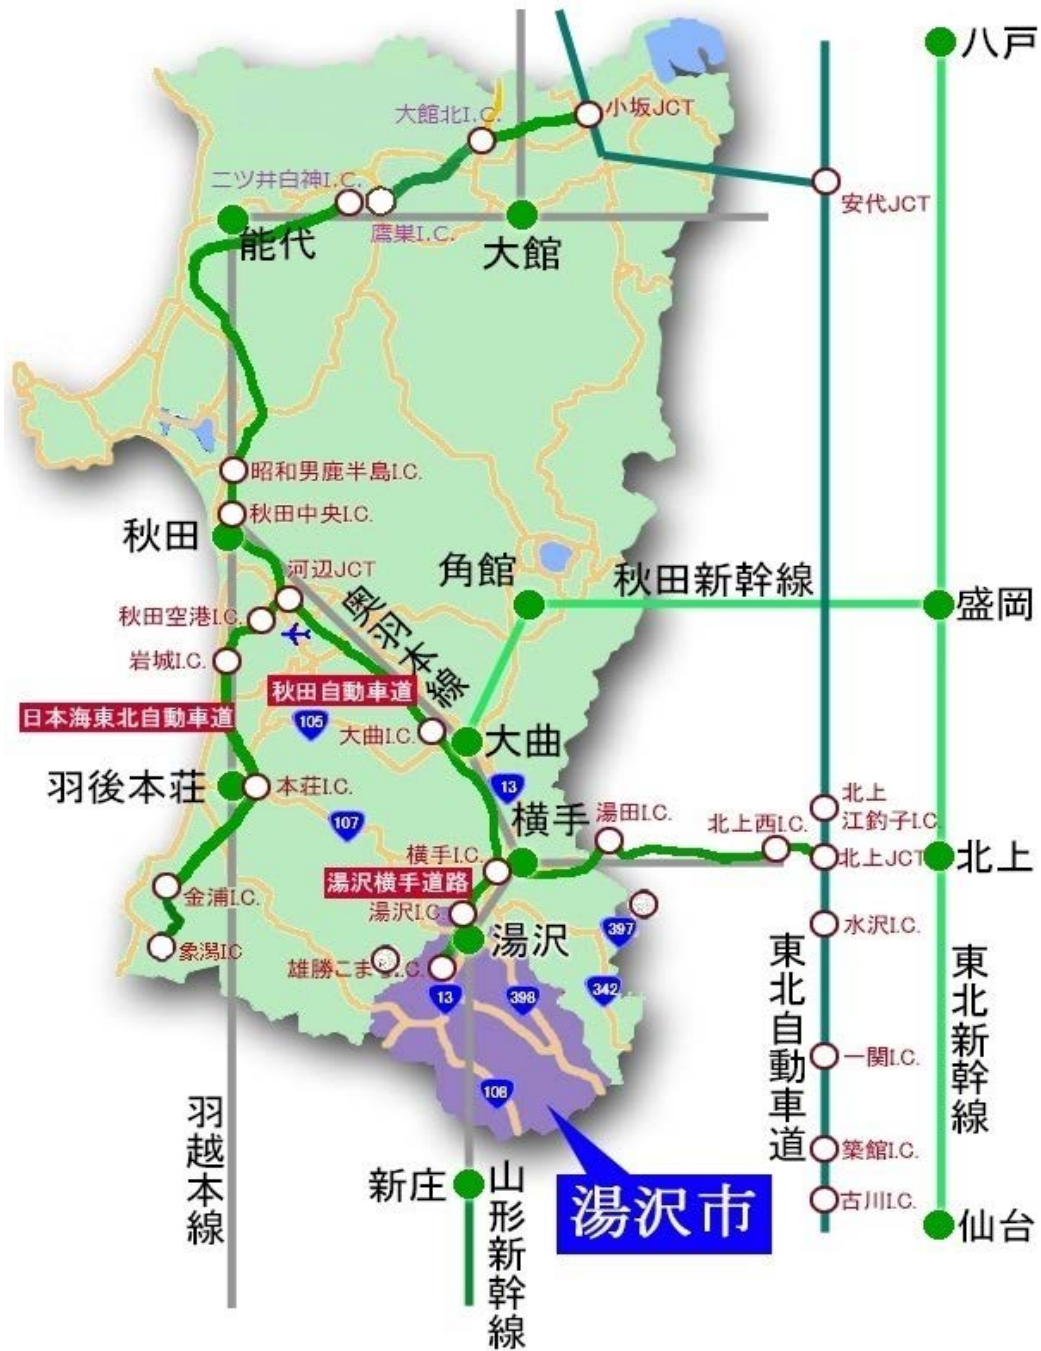 八戸
大館北I.C.
小坂JCT
二ツ井白神I.C.
安代JCT
鷹巣I.C.
能代
大館
昭和男鹿半島I.C.
秋田中央I.C.
秋田
河辺JCT
角館
秋田新幹線
盛岡
秋田空港I.C.
奥羽本線
岩城I.C.
秋田自動車道
日本海東北自動車道
105
大曲I.C.
大曲
羽後本荘
本荘I.C.
13
107
横手
湯田I.C.
北上西I.C.
北上
江釣子I.C.
横手I.C.
北上JCT
北上
湯沢横手道路
金浦I.C.
湯沢I.C.
397
水沢I.C.
象潟IC
湯沢
雄勝こまちI.C.
13
398
342
東北自動車道
東北新幹線
一関I.C.
108
羽越本線
築館I.C.
新庄
山形新幹線
湯沢市
古川I.C.
仙台